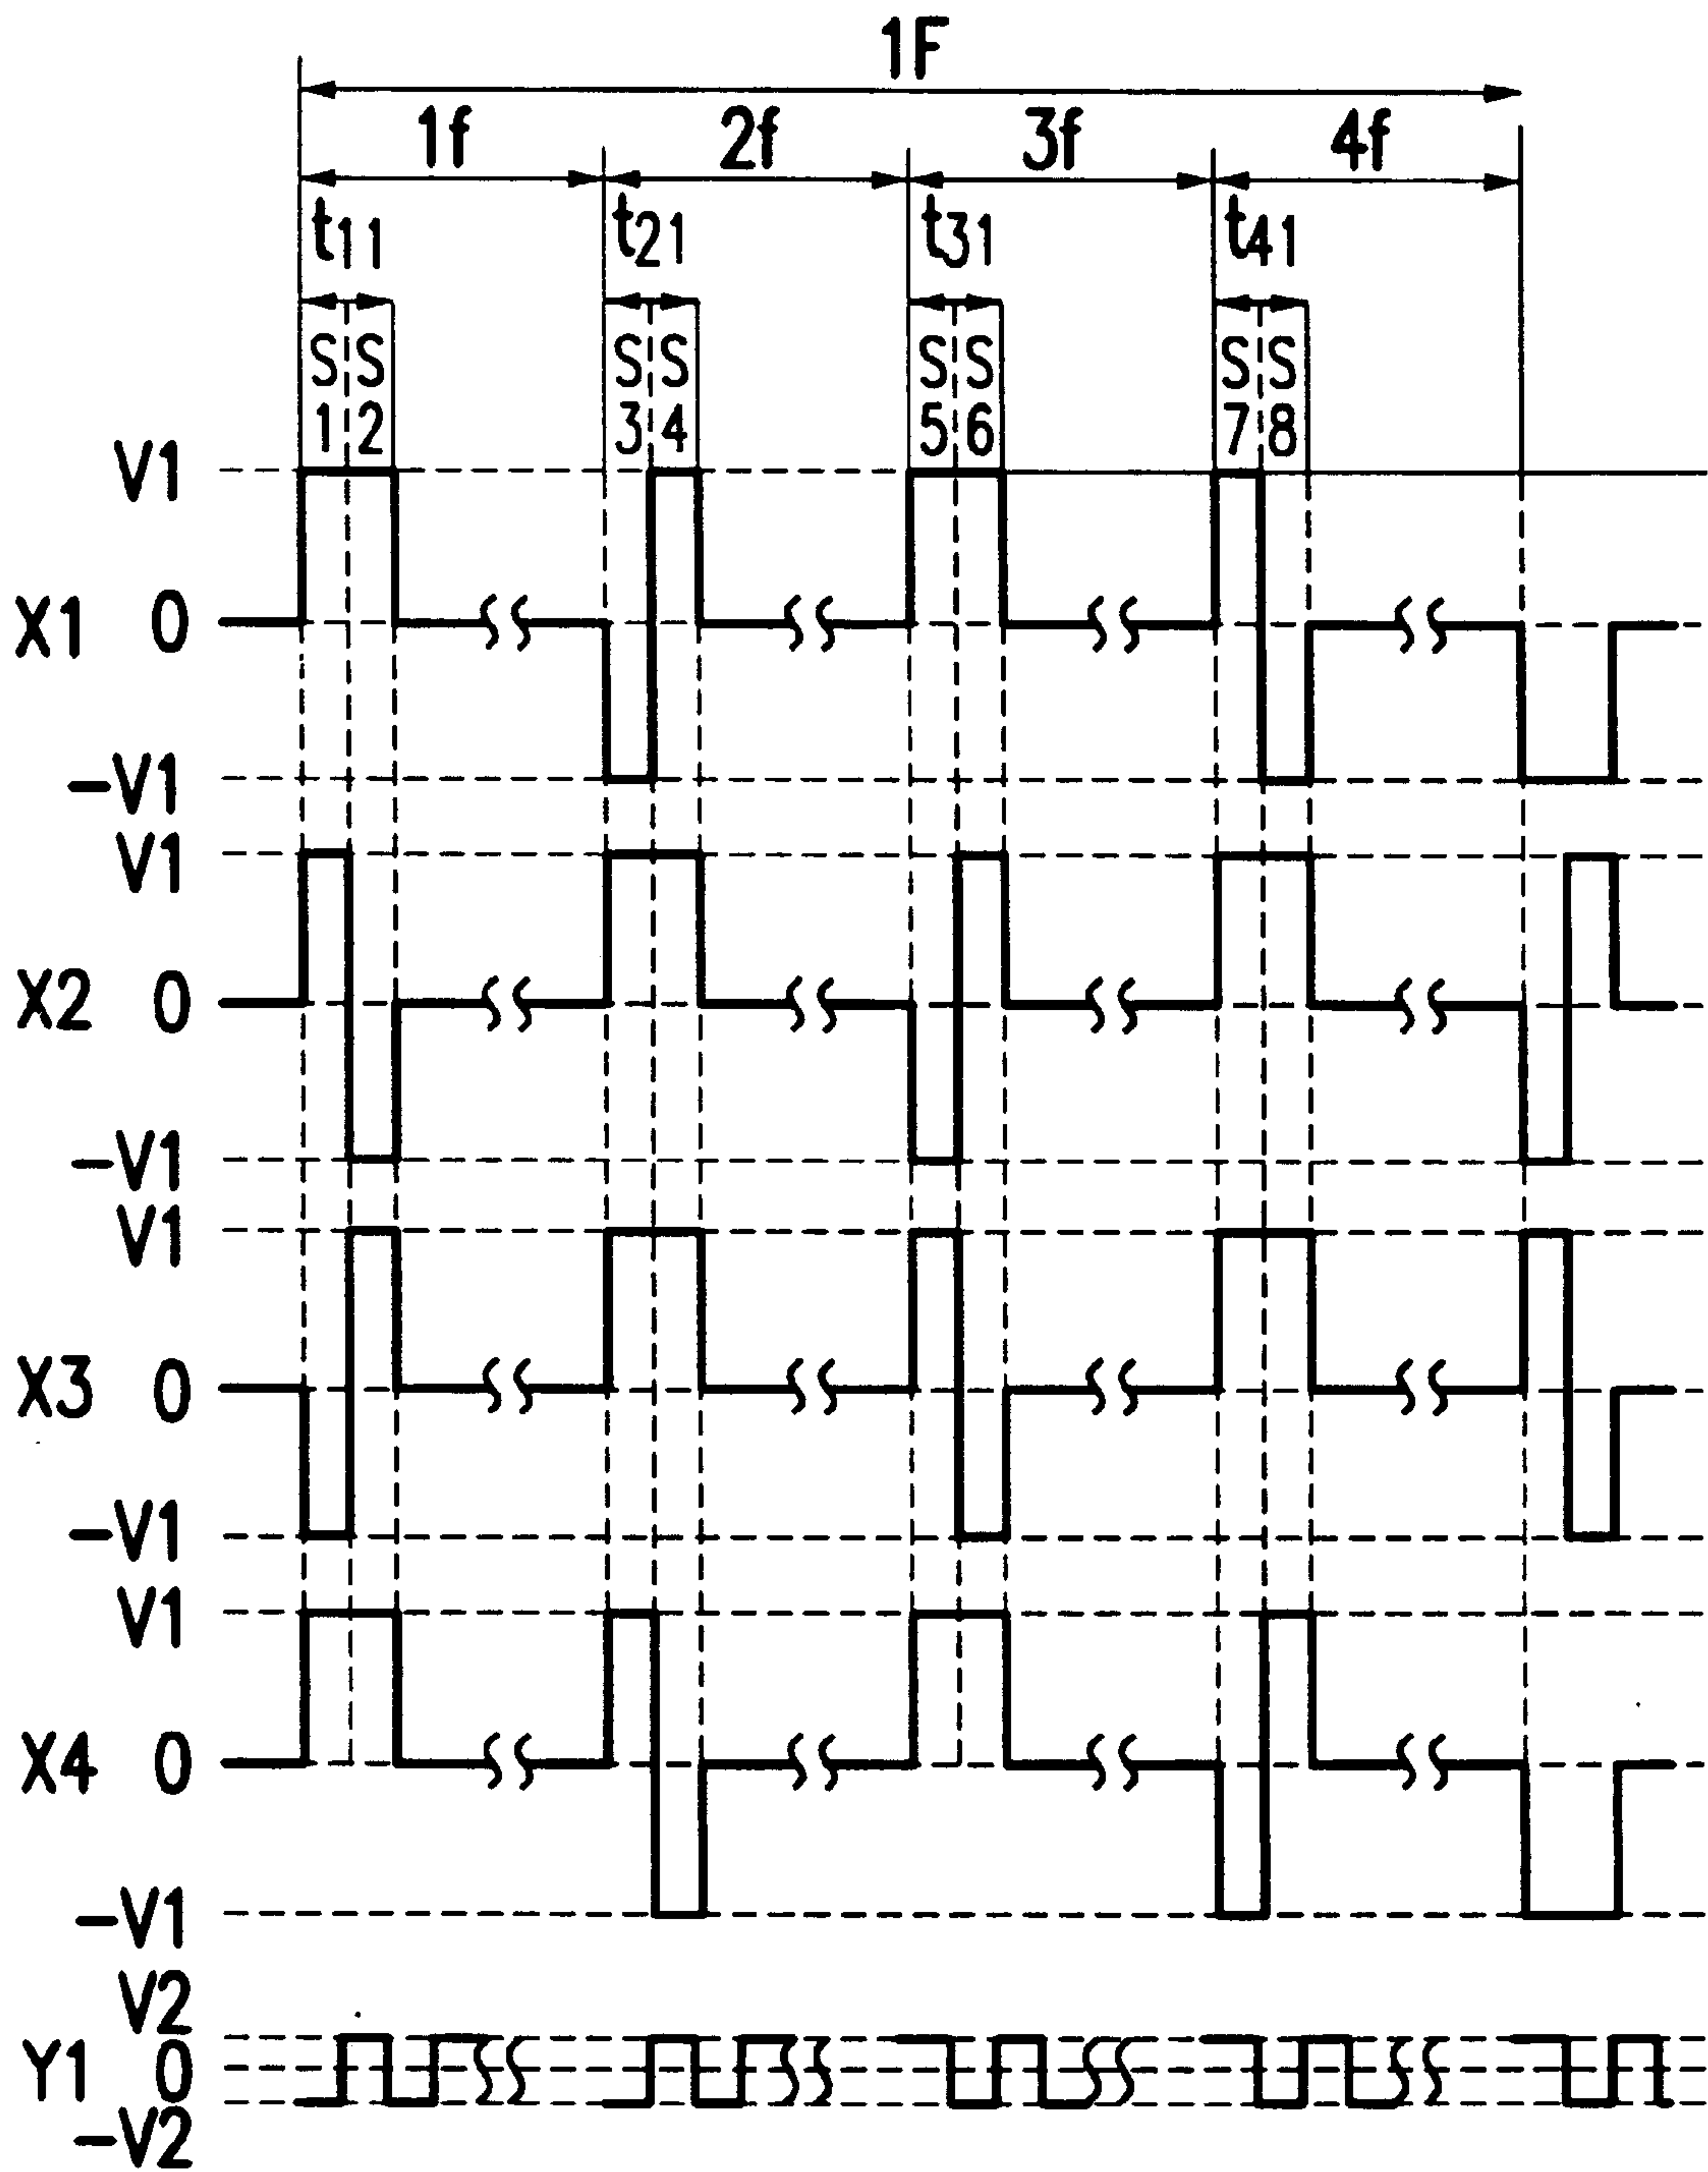 1F
1f 2f 3f 4f
t11 t21 t31 t41
S S S S S S S S
1 2 3 4 5 6 7 8
V1
X1 0
-V1
V1
X2 0
-V1
V1
X3 0
-V1
V1
X4 0
-V1
V2
Y1 0
-V2